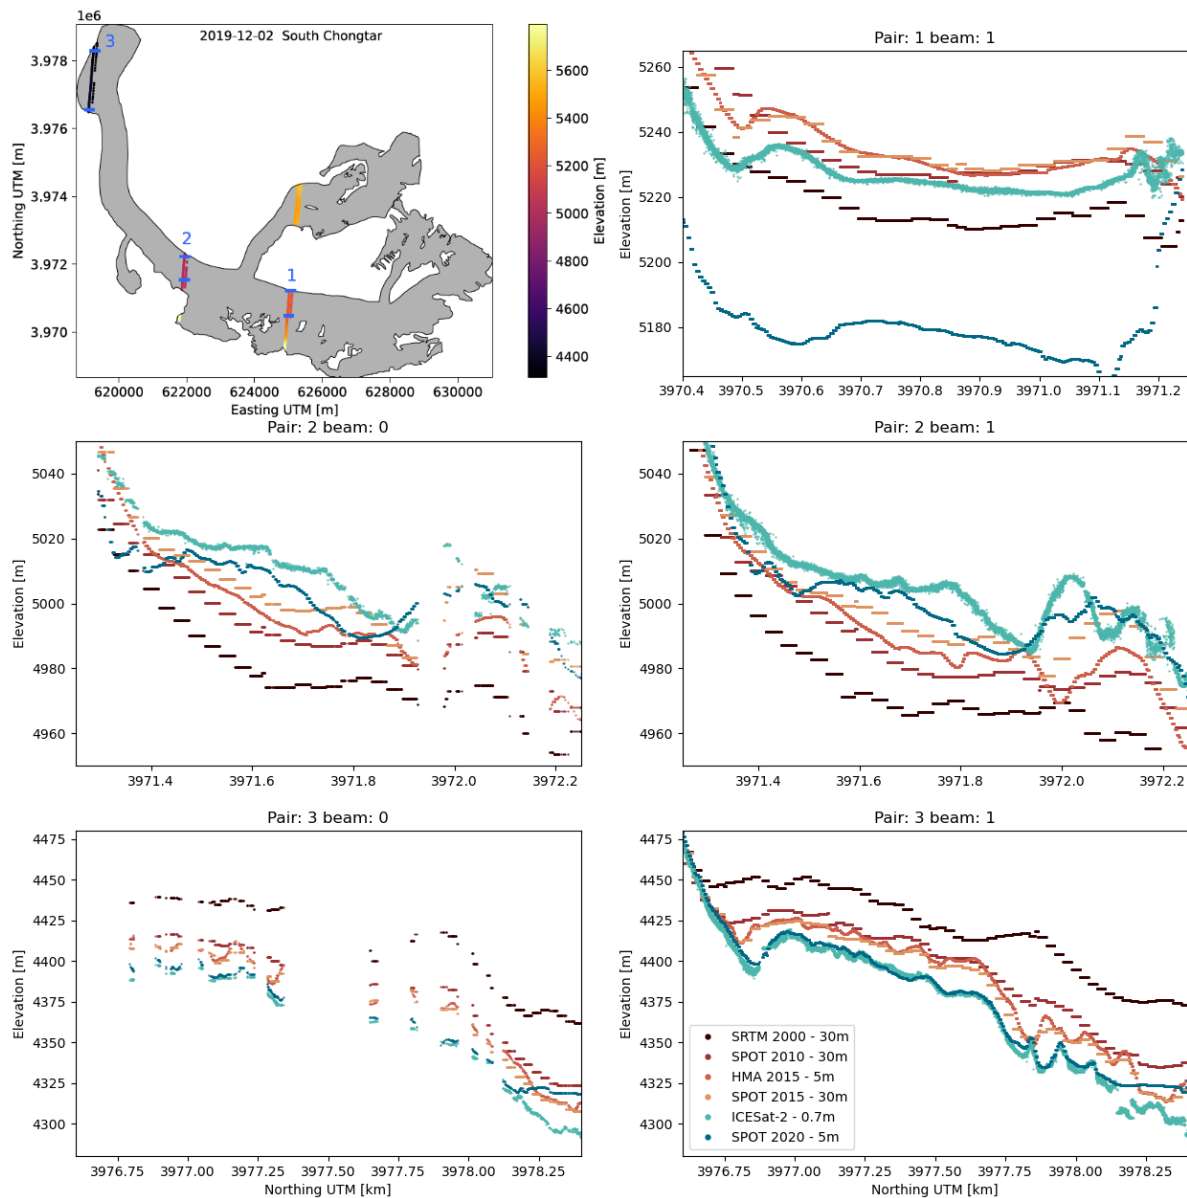 1e6
2019-12-02 South Chongtar
3
2
1
3.978
3.976
3.974
3.972
3.970
Northing UTM [m]
620000 622000 624000 626000 628000 630000
Easting UTM [m]
5600
5400
5200
5000
4800
4600
4400
Elevation [m]
Pair: 1 beam: 1
5260
5240
5220
5200
5180
Elevation [m]
3970.4 3970.5 3970.6 3970.7 3970.8 3970.9 3971.0 3971.1 3971.2
Pair: 2 beam: 0
5040
5020
5000
4980
4960
Elevation [m]
3971.4 3971.6 3971.8 3972.0 3972.2
Pair: 2 beam: 1
5040
5020
5000
4980
4960
Elevation [m]
3971.4 3971.6 3971.8 3972.0 3972.2
Pair: 3 beam: 0
4475
4450
4425
4400
4375
4350
4325
4300
Elevation [m]
3976.75 3977.00 3977.25 3977.50 3977.75 3978.00 3978.25
Northing UTM [km]
Pair: 3 beam: 1
4475
4450
4425
4400
4375
4350
4325
4300
Elevation [m]
SRTM 2000 - 30m
SPOT 2010 - 30m
HMA 2015 - 5m
SPOT 2015 - 30m
ICESat-2 - 0.7m
SPOT 2020 - 5m
3976.75 3977.00 3977.25 3977.50 3977.75 3978.00 3978.25
Northing UTM [km]